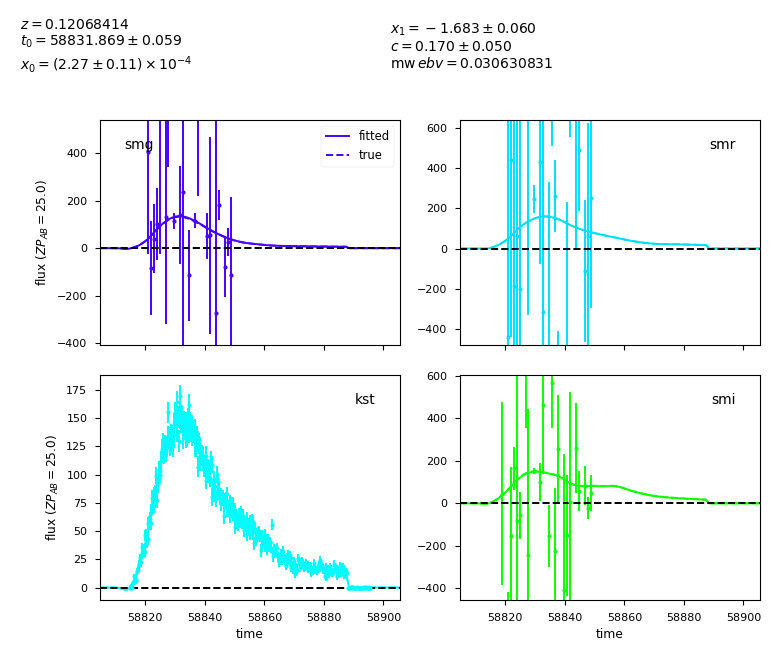 z = 0.12068414
t₀ = 58831.869 ± 0.059
x₀ = (2.27 ± 0.11) × 10⁻⁴
x₁ = −1.683 ± 0.060
c = 0.170 ± 0.050
mw ebv = 0.030630831
smg
fitted
true
400
200
0
−200
−400
flux (ZP_AB = 25.0)
smr
600
400
200
0
−200
−400
kst
175
150
125
100
75
50
25
0
flux (ZP_AB = 25.0)
58820 58840 58860 58880 58900
time
smi
600
400
200
0
−200
−400
58820 58840 58860 58880 58900
time